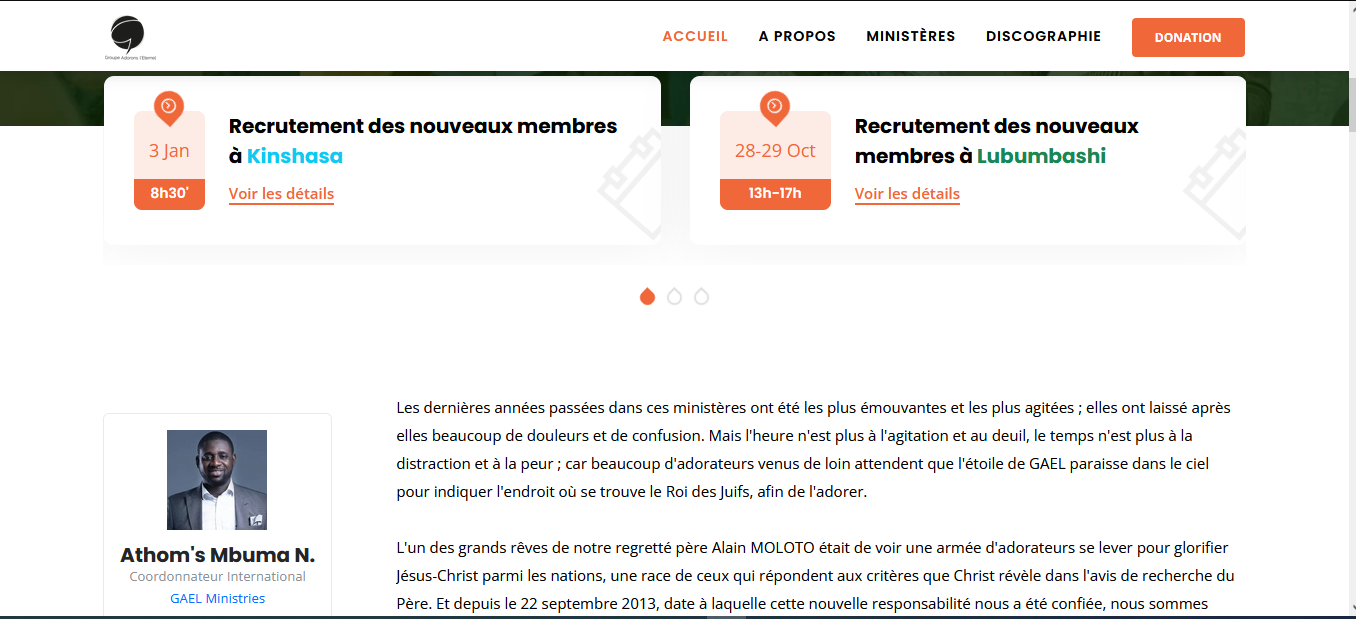 Groupe Adorons l'Eternel
ACCUEIL
A PROPOS
MINISTÈRES
DISCOGRAPHIE
DONATION
3 Jan
8h30'
Recrutement des nouveaux membres
à Kinshasa
Voir les détails
28-29 Oct
13h-17h
Recrutement des nouveaux
membres à Lubumbashi
Voir les détails
Athom's Mbuma N.
Coordonnateur International
GAEL Ministries
Les dernières années passées dans ces ministères ont été les plus émouvantes et les plus agitées ; elles ont laissé après
elles beaucoup de douleurs et de confusion. Mais l'heure n'est plus à l'agitation et au deuil, le temps n'est plus à la
distraction et à la peur ; car beaucoup d'adorateurs venus de loin attendent que l'étoile de GAEL paraisse dans le ciel
pour indiquer l'endroit où se trouve le Roi des Juifs, afin de l'adorer.
L'un des grands rêves de notre regretté père Alain MOLOTO était de voir une armée d'adorateurs se lever pour glorifier
Jésus-Christ parmi les nations, une race de ceux qui répondent aux critères que Christ révèle dans l'avis de recherche du
Père. Et depuis le 22 septembre 2013, date à laquelle cette nouvelle responsabilité nous a été confiée, nous sommes